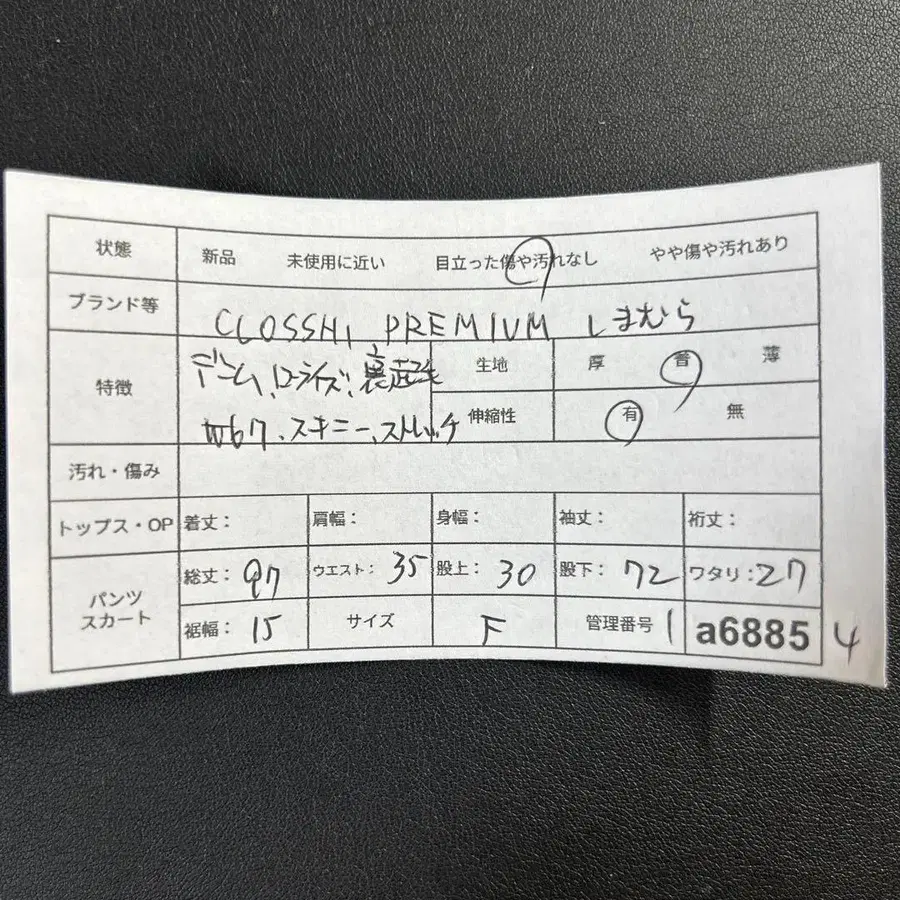 状態 新品 未使用に近い 目立った傷や汚れなし やや傷や汚れあり
ブランド等 CLOSSHI PREMIUM しまむら
特徴 デニム、ローライズ、裏起毛 生地 厚 普 薄
W67、スキニー、ストレッチ 伸縮性 有 無
汚れ・傷み
トップス・OP 着丈: 肩幅: 身幅: 袖丈: 裄丈:
パンツ スカート 総丈: 97 ウエスト: 35 股上: 30 股下: 72 ワタリ: 27
裾幅: 15 サイズ F 管理番号 1 a6885 4